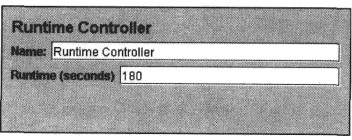 Runtime Controller
Name: Runtime Controller
Runtime (seconds) 180